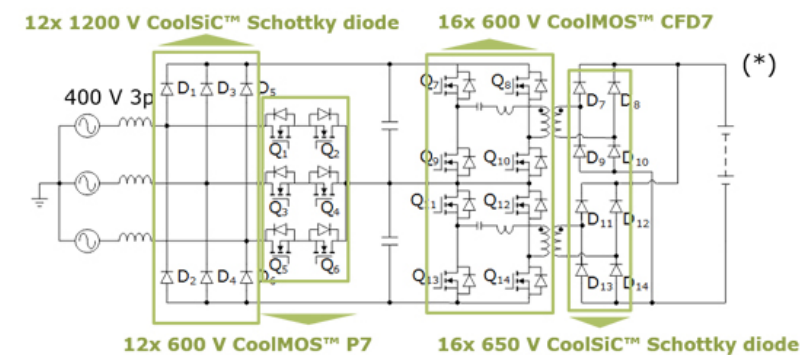 12x 1200 V CoolSiC™ Schottky diode
16x 600 V CoolMOS™ CFD7
(*)
400 V 3p
D1 D3 D5
Q7 Q8
D7 D8
Q1 Q2
Q9 Q10
D9 D10
Q3 Q4
Q11 Q12
D11 D12
Q5 Q6
D2 D4 D6
Q13 Q14
D13 D14
12x 600 V CoolMOS™ P7
16x 650 V CoolSiC™ Schottky diode